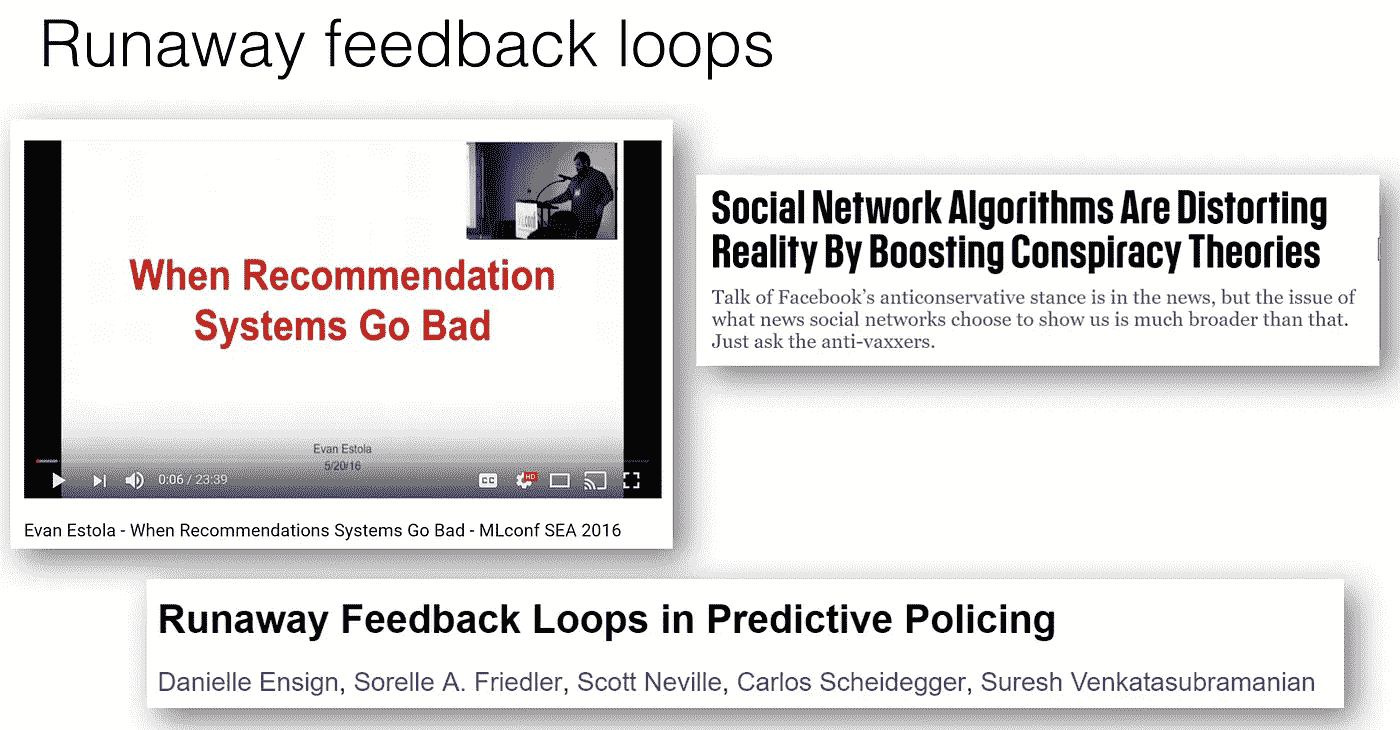 Runaway feedback loops
When Recommendation
Systems Go Bad
Evan Estola
5/20/16
0:06 / 23:39
CC
HD
Evan Estola - When Recommendations Systems Go Bad - MLconf SEA 2016
Social Network Algorithms Are Distorting
Reality By Boosting Conspiracy Theories
Talk of Facebook's anticonservative stance is in the news, but the issue of
what news social networks choose to show us is much broader than that.
Just ask the anti-vaxxers.
Runaway Feedback Loops in Predictive Policing
Danielle Ensign, Sorelle A. Friedler, Scott Neville, Carlos Scheidegger, Suresh Venkatasubramanian